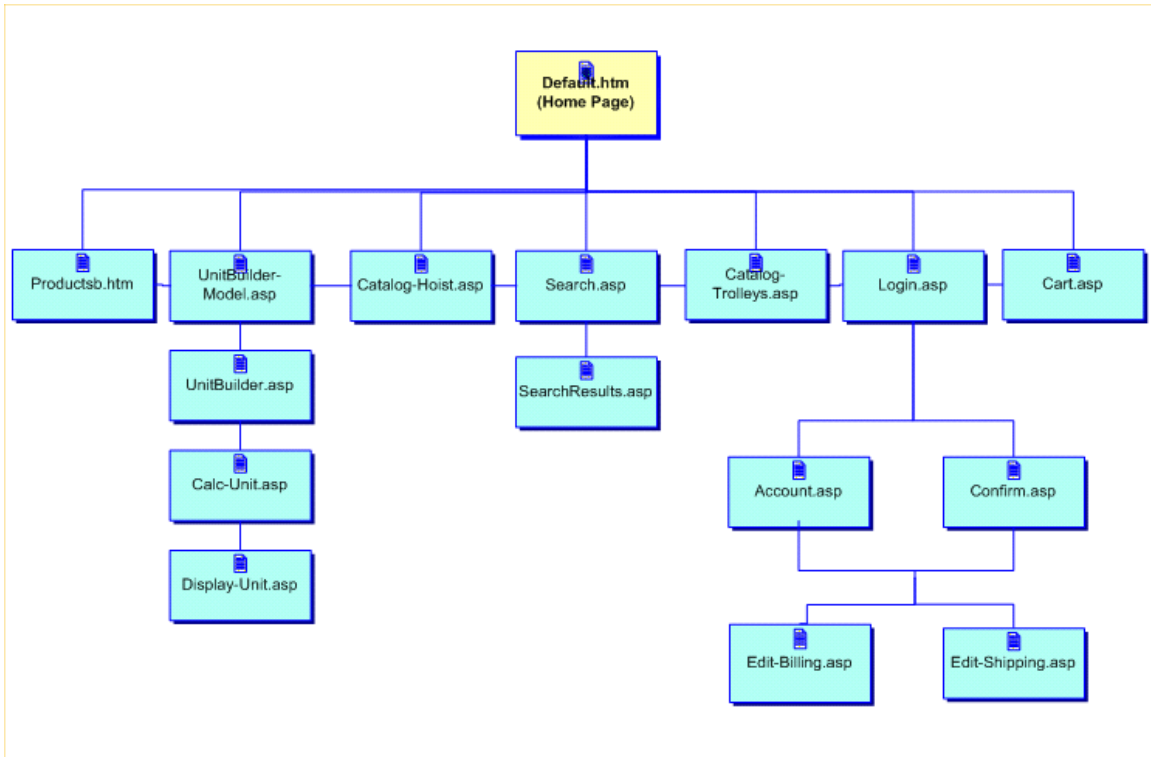 Default.htm
(Home Page)
Productsb.htm
UnitBuilder-
Model.asp
Catalog-Hoist.asp
Search.asp
Catalog-
Trolleys.asp
Login.asp
Cart.asp
UnitBuilder.asp
SearchResults.asp
Calc-Unit.asp
Account.asp
Confirm.asp
Display-Unit.asp
Edit-Billing.asp
Edit-Shipping.asp